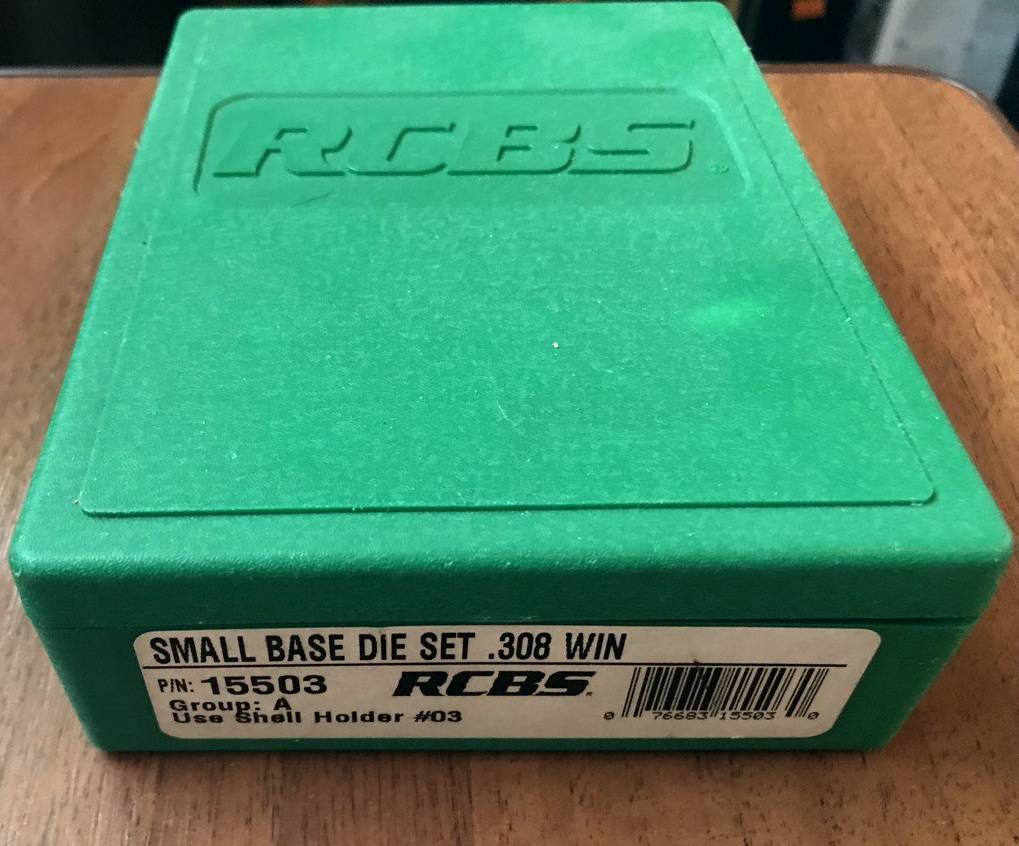 RCBS®
SMALL BASE DIE SET .308 WIN
P/N: 15503 RCBS.
Group: A
Use Shell Holder #03
0 76683 15503 0